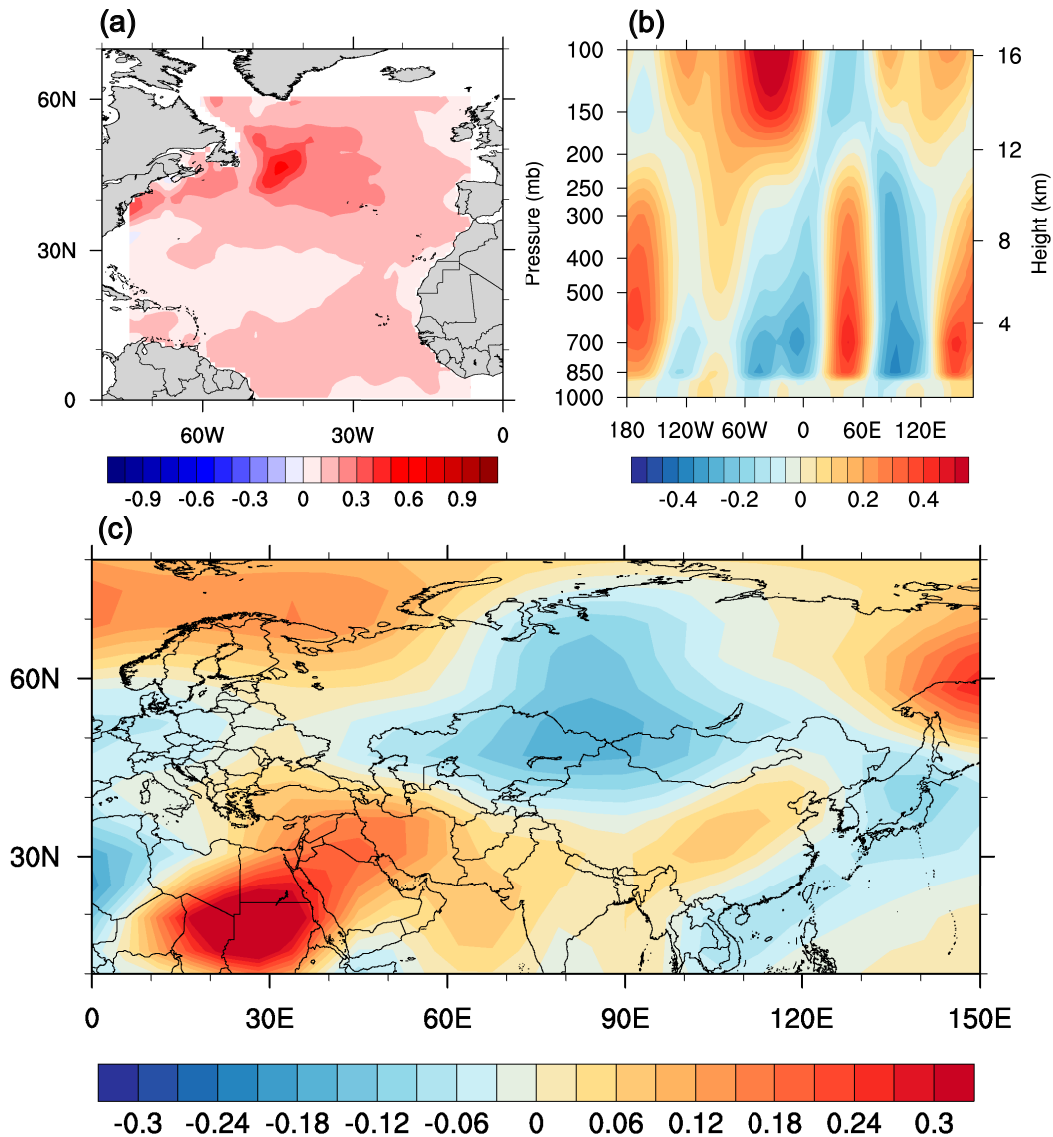 (a)
60N
30N
0
60W 30W 0
-0.9 -0.6 -0.3 0 0.3 0.6 0.9
(b)
Pressure (mb)
100
150
200
250
300
400
500
700
850
1000
16
12
8
4
Height (km)
180 120W 60W 0 60E 120E
-0.4 -0.2 0 0.2 0.4
(c)
60N
30N
0 30E 60E 90E 120E 150E
-0.3 -0.24 -0.18 -0.12 -0.06 0 0.06 0.12 0.18 0.24 0.3